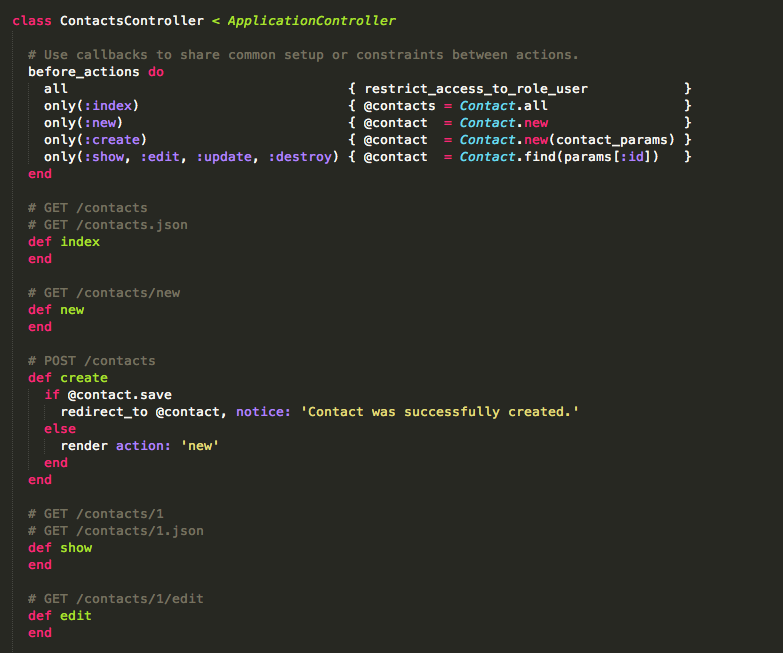 class ContactsController < ApplicationController
  # Use callbacks to share common setup or constraints between actions.
  before_actions do
    all                                   { restrict_access_to_role_user            }
    only(:index)                          { @contacts = Contact.all                 }
    only(:new)                            { @contact  = Contact.new                 }
    only(:create)                         { @contact  = Contact.new(contact_params) }
    only(:show, :edit, :update, :destroy) { @contact  = Contact.find(params[:id])   }
  end
  # GET /contacts
  # GET /contacts.json
  def index
  end
  # GET /contacts/new
  def new
  end
  # POST /contacts
  def create
    if @contact.save
      redirect_to @contact, notice: 'Contact was successfully created.'
    else
      render action: 'new'
    end
  end
  # GET /contacts/1
  # GET /contacts/1.json
  def show
  end
  # GET /contacts/1/edit
  def edit
  end